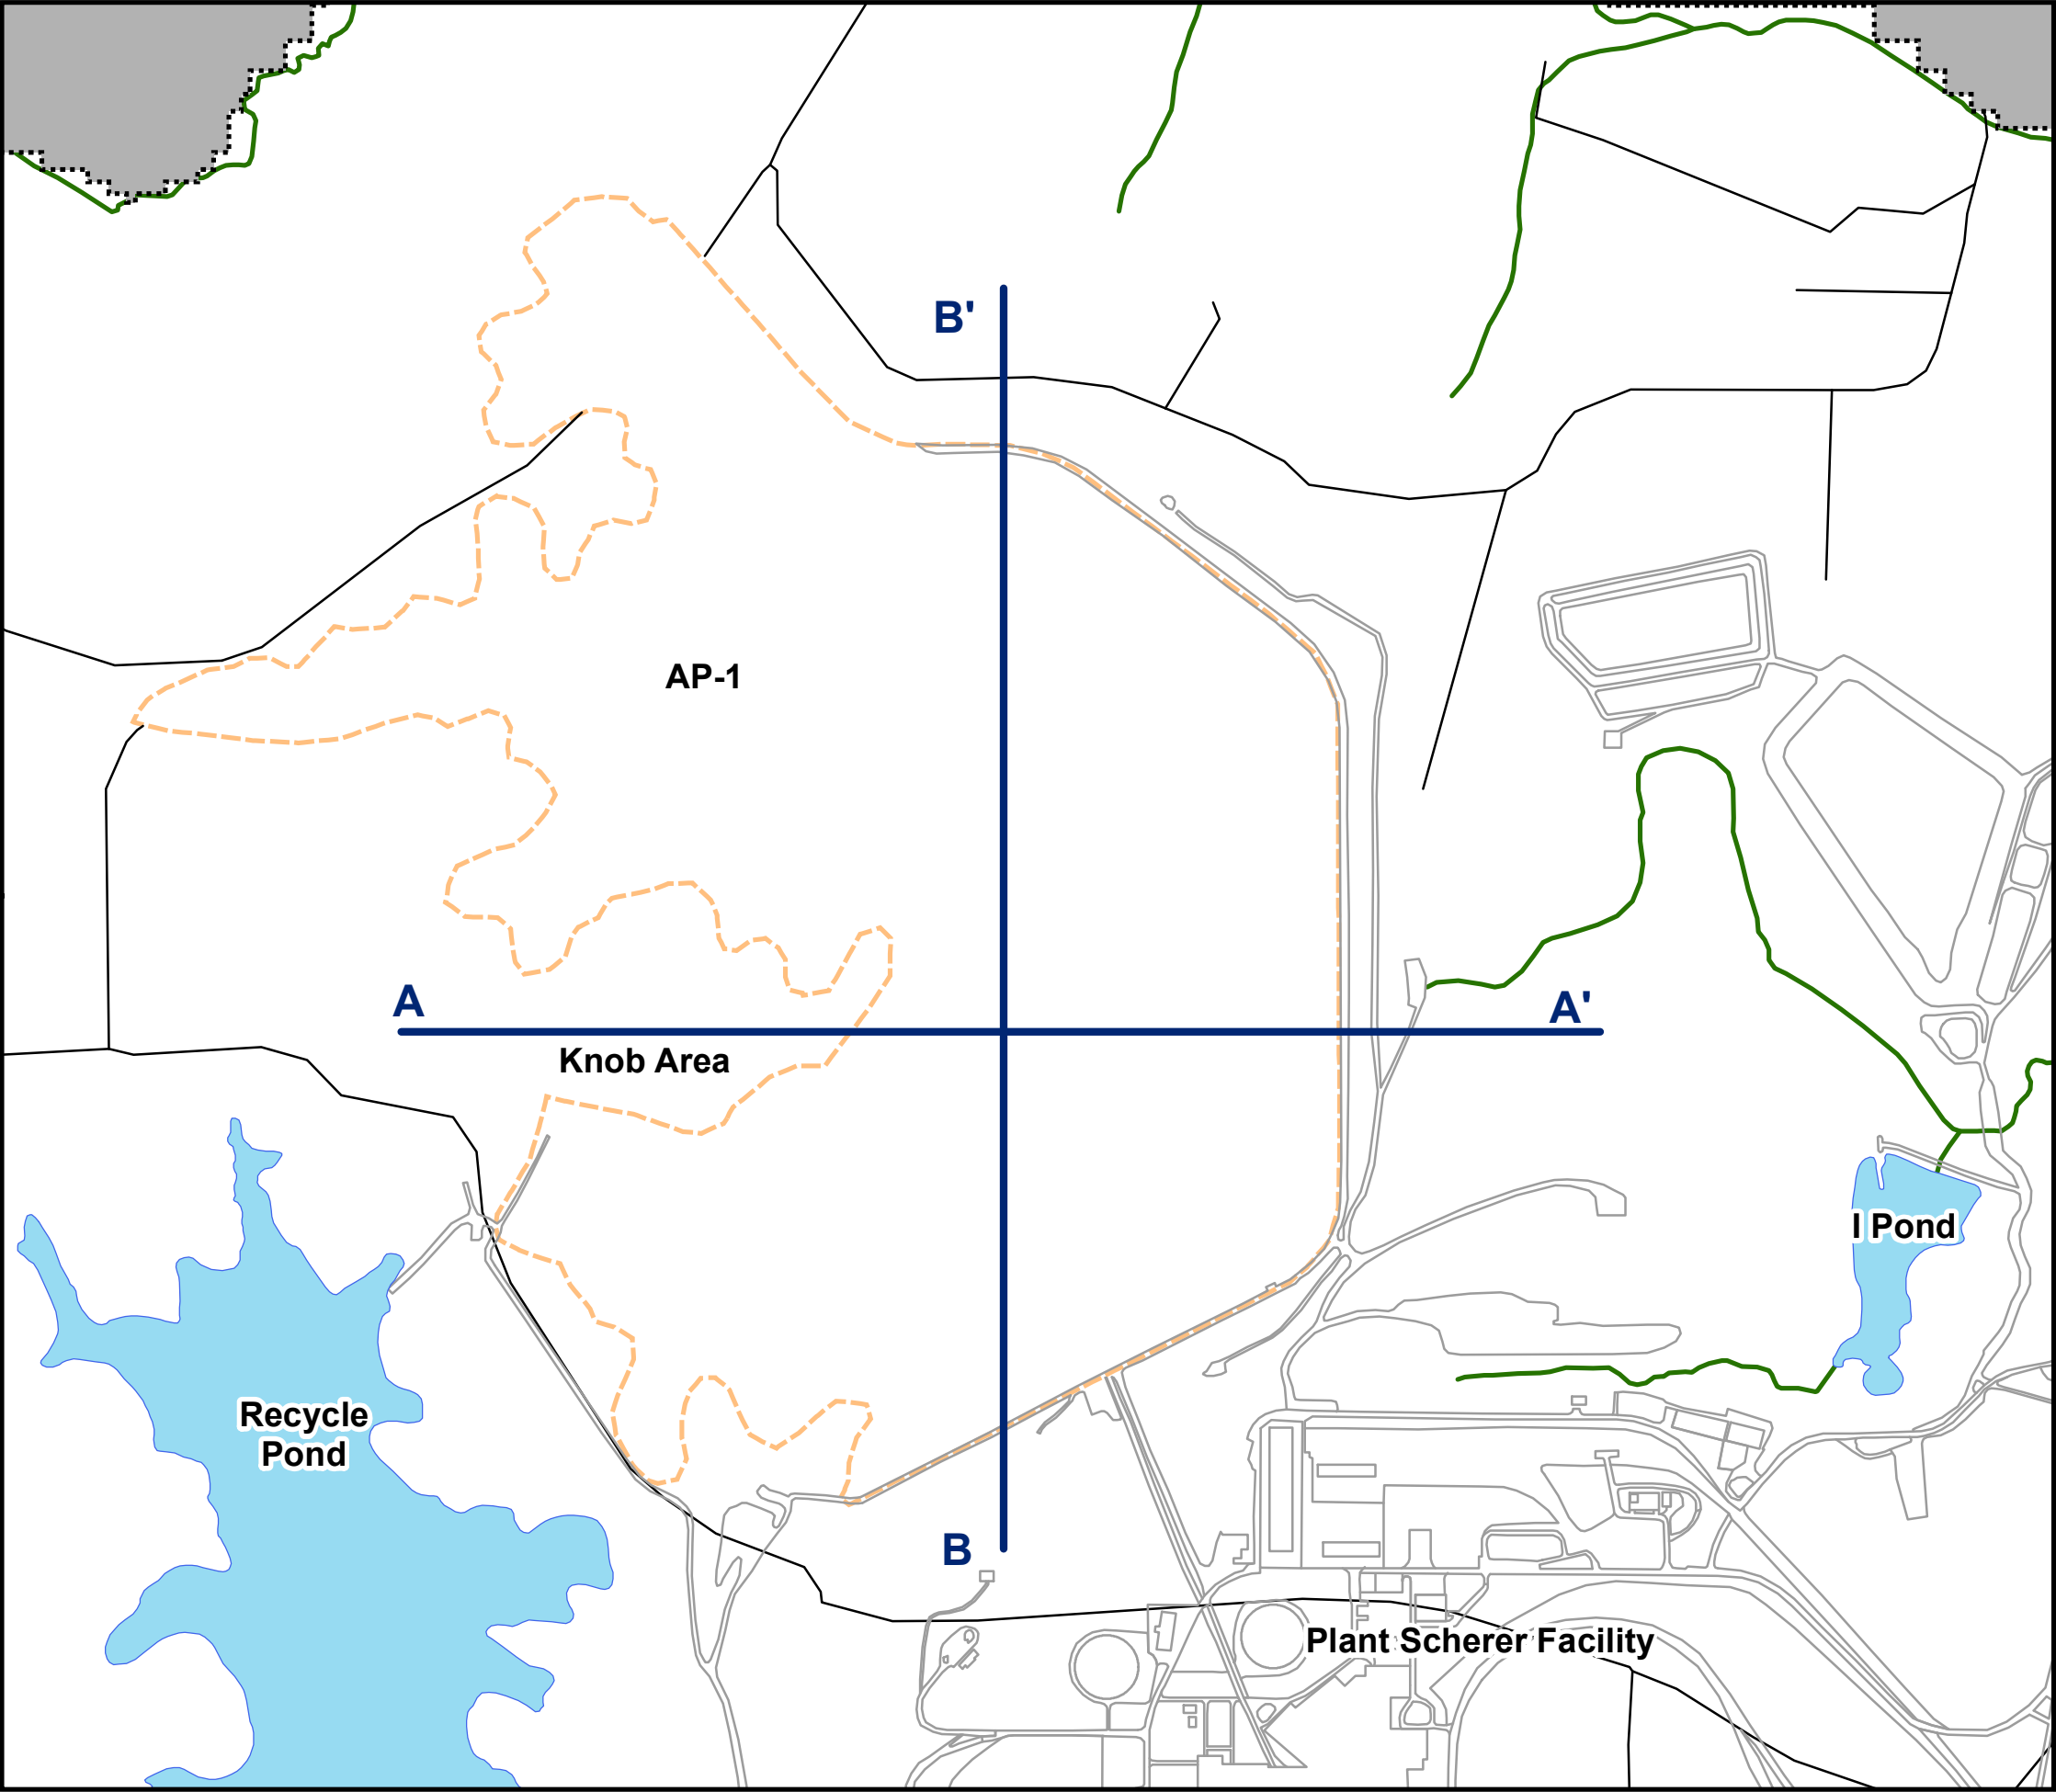 B'
AP-1
A
A'
Knob Area
I Pond
Recycle
Pond
B
Plant Scherer Facility